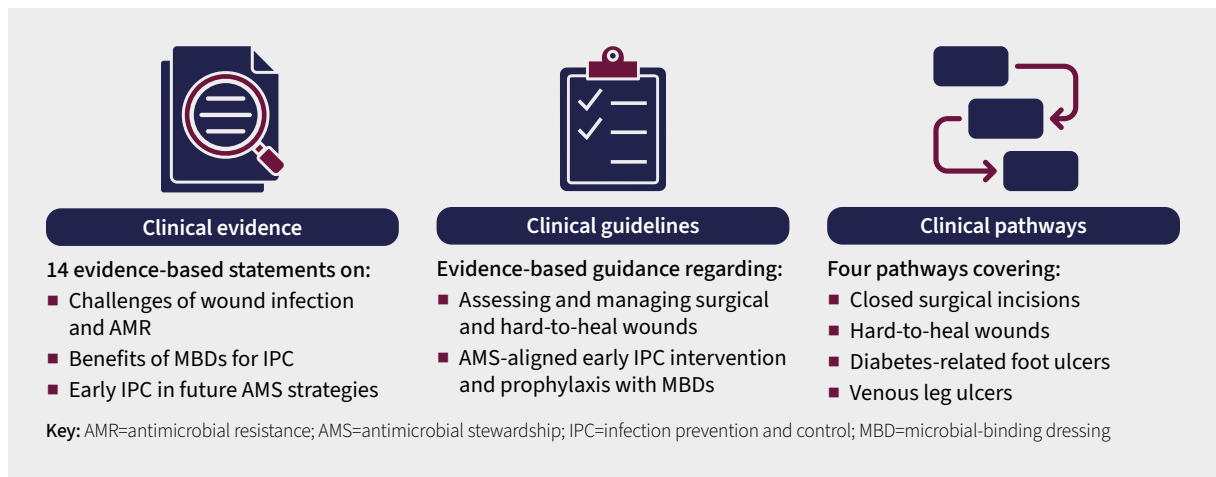 Clinical evidence
14 evidence-based statements on:
■ Challenges of wound infection
and AMR
■ Benefits of MBDs for IPC
■ Early IPC in future AMS strategies
Clinical guidelines
Evidence-based guidance regarding:
■ Assessing and managing surgical
and hard-to-heal wounds
■ AMS-aligned early IPC intervention
and prophylaxis with MBDs
Clinical pathways
Four pathways covering:
■ Closed surgical incisions
■ Hard-to-heal wounds
■ Diabetes-related foot ulcers
■ Venous leg ulcers
Key: AMR=antimicrobial resistance; AMS=antimicrobial stewardship; IPC=infection prevention and control; MBD=microbial-binding dressing